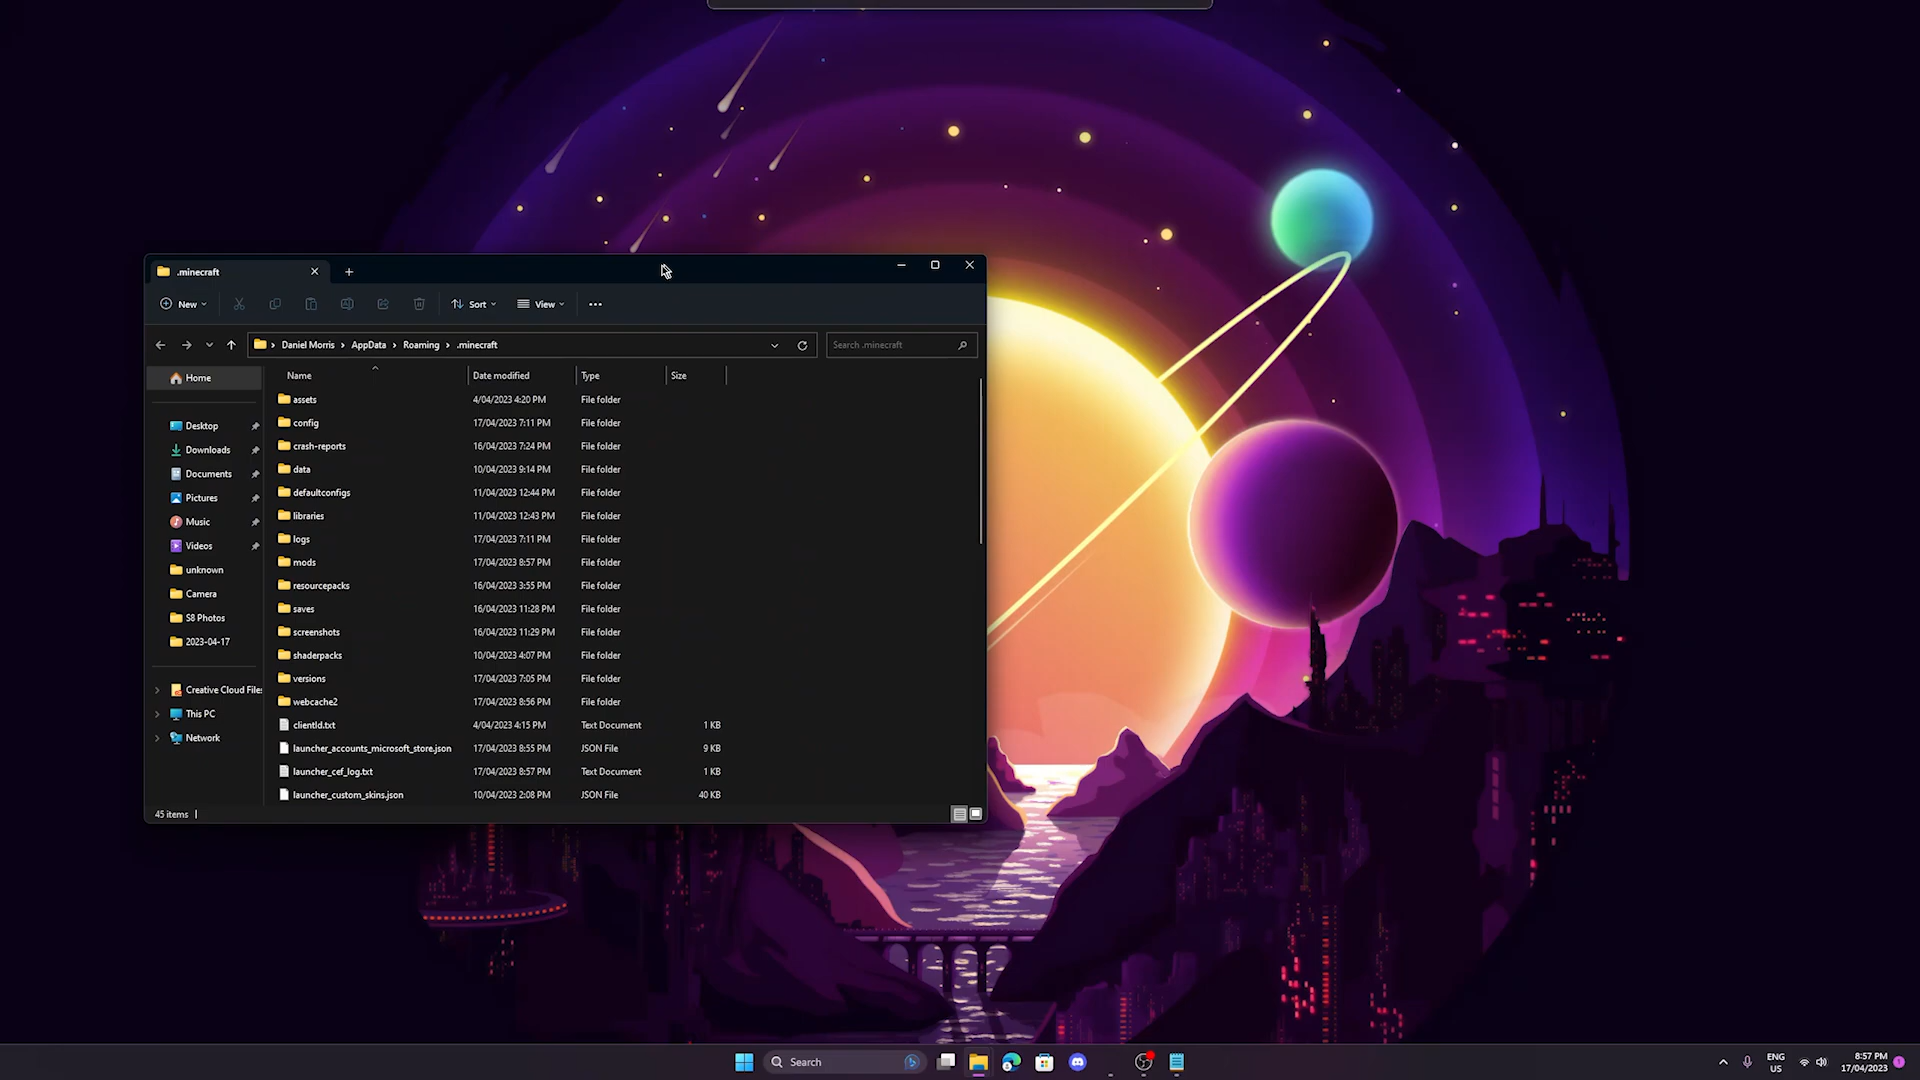 .minecraft
New
Sort
View
Daniel Morris > AppData > Roaming > .minecraft
Search .minecraft
Name Date modified Type Size
Home
Desktop
Downloads
Documents
Pictures
Music
Videos
unknown
Camera
S8 Photos
2023-04-17
Creative Cloud Files
This PC
Network
assets 4/04/2023 4:20 PM File folder
config 17/04/2023 7:11 PM File folder
crash-reports 16/04/2023 7:24 PM File folder
data 10/04/2023 9:14 PM File folder
defaultconfigs 11/04/2023 12:44 PM File folder
libraries 11/04/2023 12:43 PM File folder
logs 17/04/2023 7:11 PM File folder
mods 17/04/2023 8:57 PM File folder
resourcepacks 16/04/2023 3:55 PM File folder
saves 16/04/2023 11:28 PM File folder
screenshots 16/04/2023 11:29 PM File folder
shaderpacks 10/04/2023 4:07 PM File folder
versions 17/04/2023 7:05 PM File folder
webcache2 17/04/2023 8:56 PM File folder
clientId.txt 4/04/2023 4:15 PM Text Document 1 KB
launcher_accounts_microsoft_store.json 17/04/2023 8:55 PM JSON File 9 KB
launcher_cef_log.txt 17/04/2023 8:57 PM Text Document 1 KB
launcher_custom_skins.json 10/04/2023 2:08 PM JSON File 40 KB
45 items
Search
ENG
US
8:57 PM
17/04/2023
1